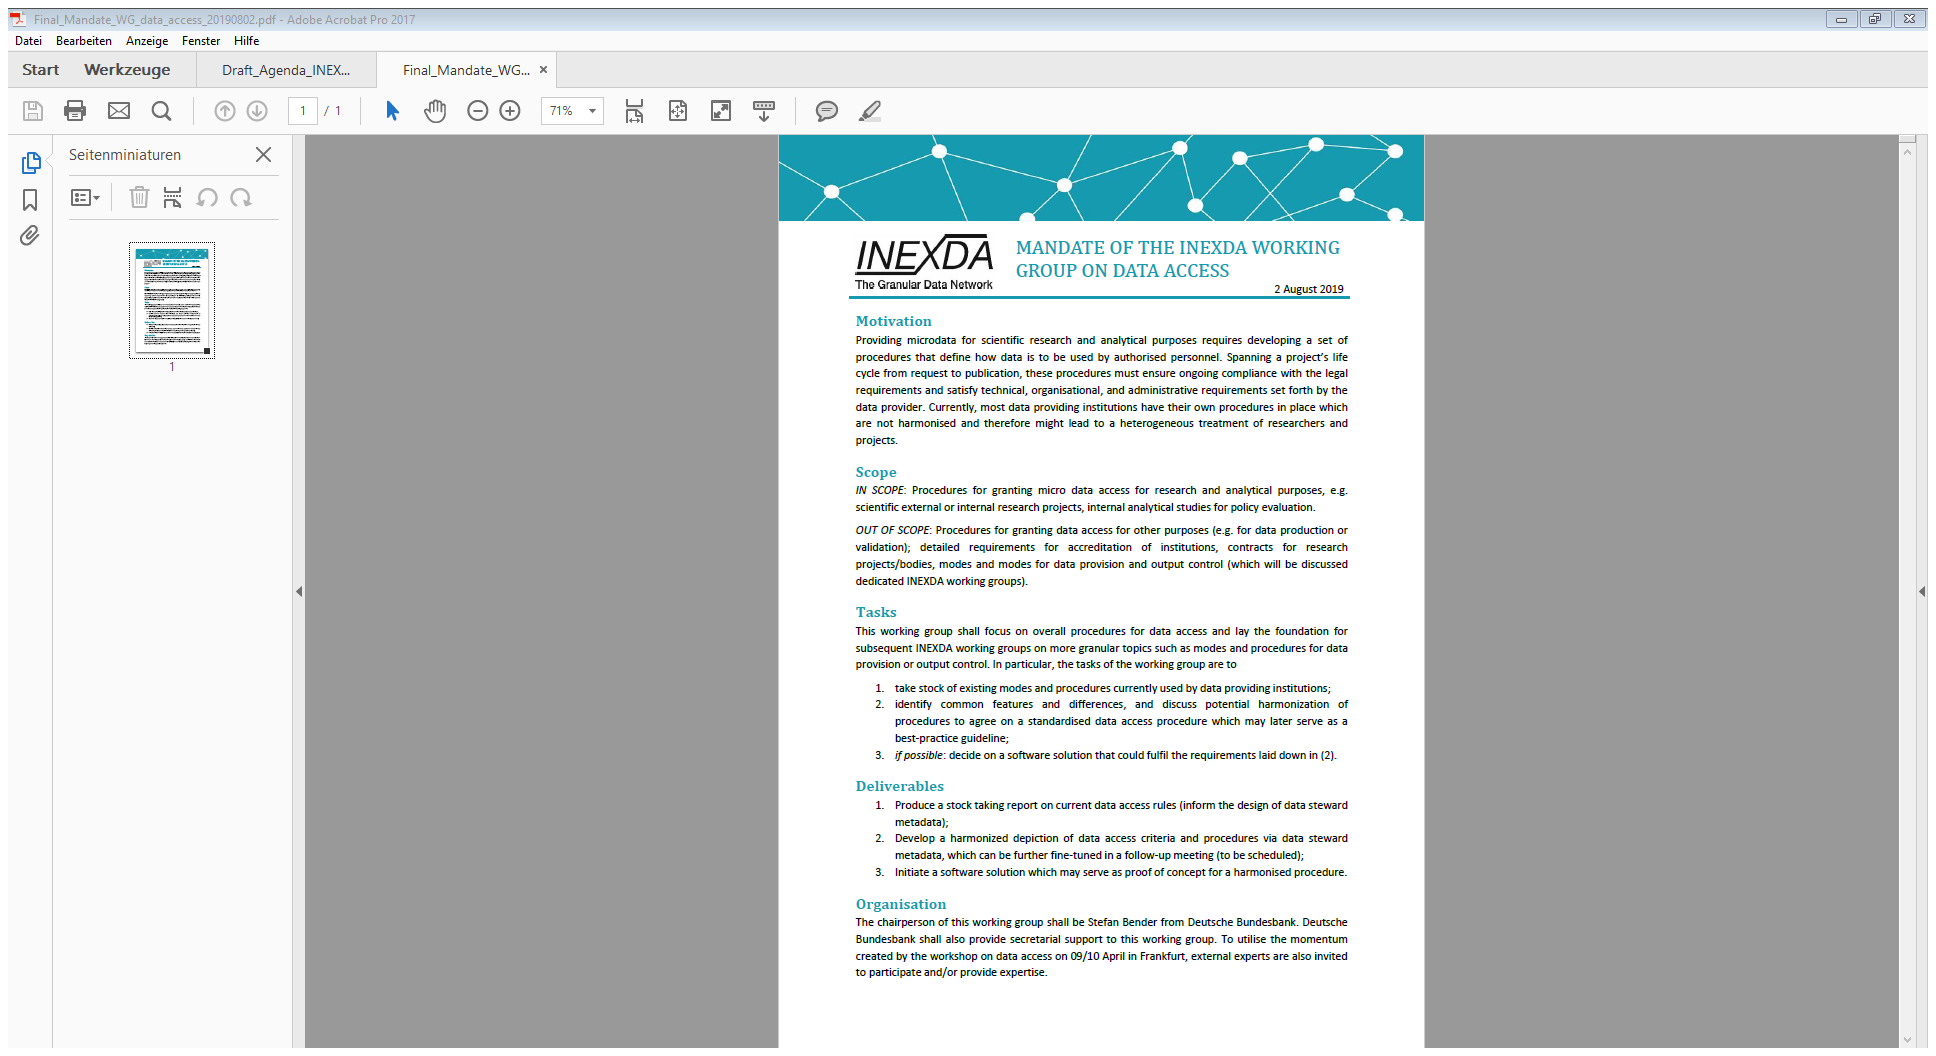 Final_Mandate_WG_data_access_20190802.pdf - Adobe Acrobat Pro 2017
Datei Bearbeiten Anzeige Fenster Hilfe
Start Werkzeuge Draft_Agenda_INEX... Final_Mandate_WG...
1 / 1 71%
Seitenminiaturen
1
INEXDA
The Granular Data Network
MANDATE OF THE INEXDA WORKING
GROUP ON DATA ACCESS
2 August 2019
Motivation
Providing microdata for scientific research and analytical purposes requires developing a set of
procedures that define how data is to be used by authorised personnel. Spanning a project's life
cycle from request to publication, these procedures must ensure ongoing compliance with the legal
requirements and satisfy technical, organisational, and administrative requirements set forth by the
data provider. Currently, most data providing institutions have their own procedures in place which
are not harmonised and therefore might lead to a heterogeneous treatment of researchers and
projects.
Scope
IN SCOPE: Procedures for granting micro data access for research and analytical purposes, e.g.
scientific external or internal research projects, internal analytical studies for policy evaluation.
OUT OF SCOPE: Procedures for granting data access for other purposes (e.g. for data production or
validation); detailed requirements for accreditation of institutions, contracts for research
projects/bodies, modes and modes for data provision and output control (which will be discussed
dedicated INEXDA working groups).
Tasks
This working group shall focus on overall procedures for data access and lay the foundation for
subsequent INEXDA working groups on more granular topics such as modes and procedures for data
provision or output control. In particular, the tasks of the working group are to
1. take stock of existing modes and procedures currently used by data providing institutions;
2. identify common features and differences, and discuss potential harmonization of
procedures to agree on a standardised data access procedure which may later serve as a
best-practice guideline;
3. if possible: decide on a software solution that could fulfil the requirements laid down in (2).
Deliverables
1. Produce a stock taking report on current data access rules (inform the design of data steward
metadata);
2. Develop a harmonized depiction of data access criteria and procedures via data steward
metadata, which can be further fine-tuned in a follow-up meeting (to be scheduled);
3. Initiate a software solution which may serve as proof of concept for a harmonised procedure.
Organisation
The chairperson of this working group shall be Stefan Bender from Deutsche Bundesbank. Deutsche
Bundesbank shall also provide secretarial support to this working group. To utilise the momentum
created by the workshop on data access on 09/10 April in Frankfurt, external experts are also invited
to participate and/or provide expertise.